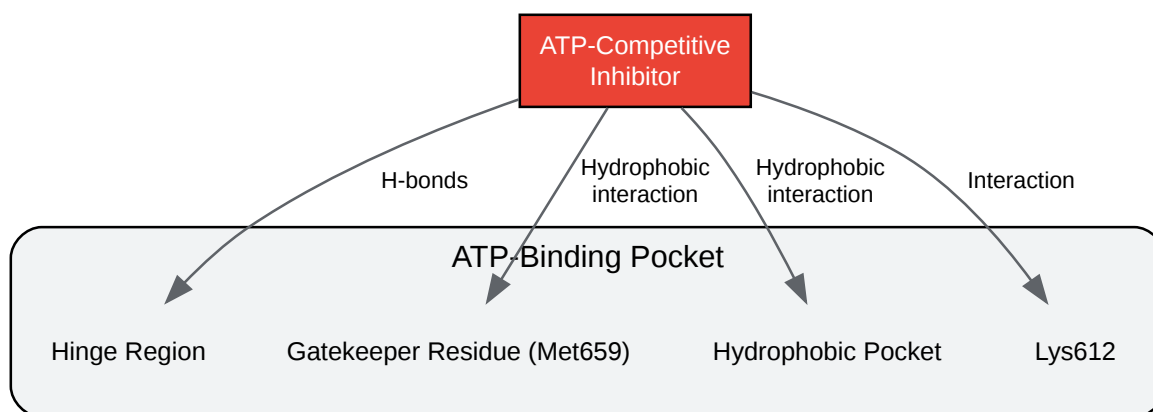 ATP-Competitive
Inhibitor
H-bonds
Hydrophobic
interaction
Hydrophobic
interaction
Interaction
ATP-Binding Pocket
Hinge Region
Gatekeeper Residue (Met659)
Hydrophobic Pocket
Lys612